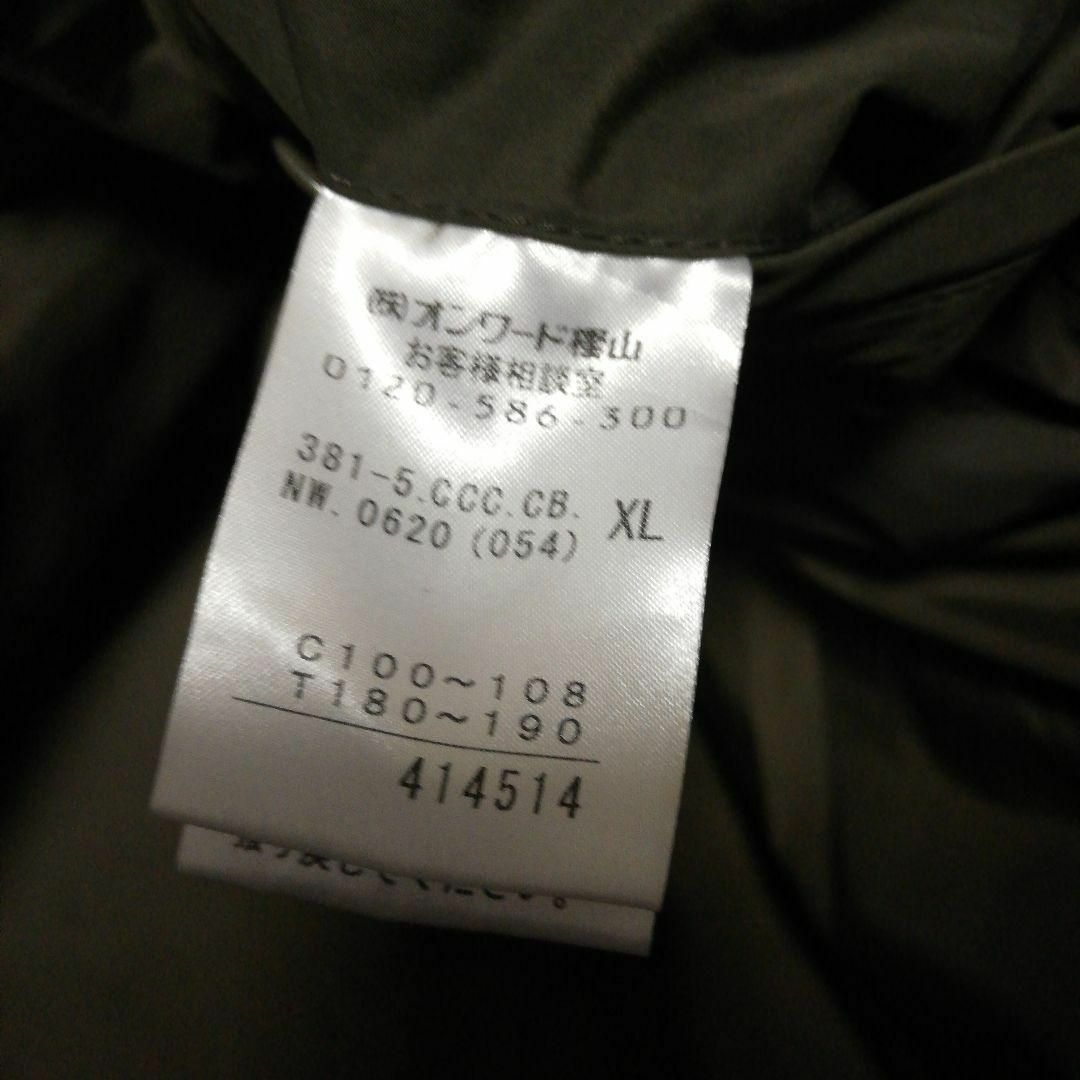 ㈱オンワード樫山
お客様相談室
0120-586-300
381-5.CCC.CB.
NW.0620(054)
XL
C100~108
T180~190
414514